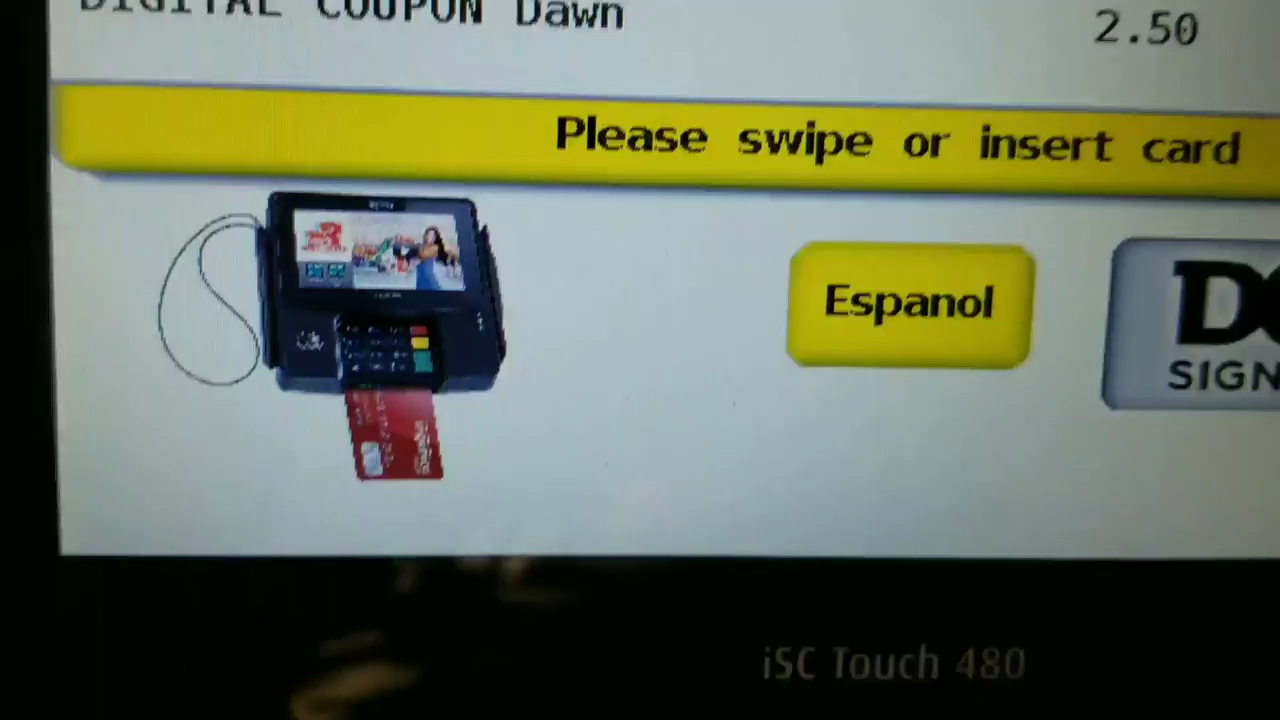 DIGITAL COUPON Dawn 2.50
Please swipe or insert card
Espanol
SIGN
iSC Touch 480